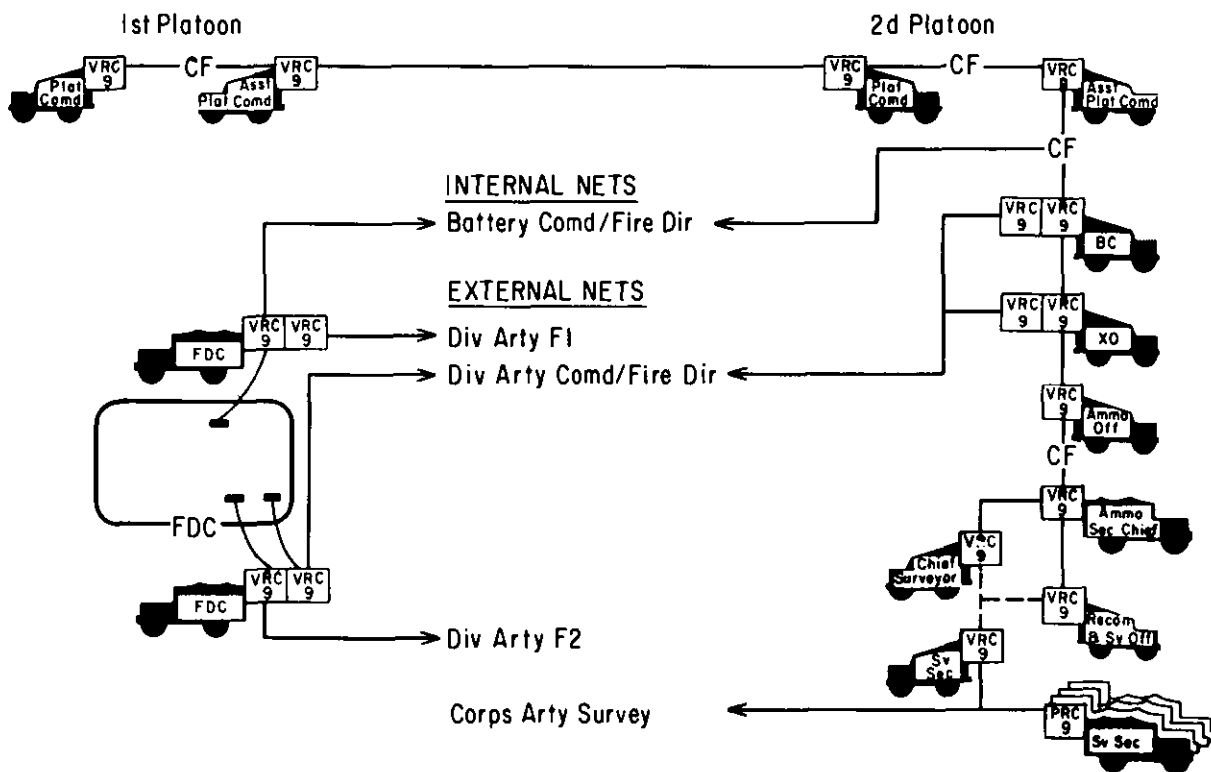 1st Platoon
2d Platoon
VRC
9
CF
VRC
9
VRC
9
CF
VRC
9
Plat
Comd
Asst
Plat Comd
Plat
Comd
Asst
Plat Comd
CF
INTERNAL NETS
Battery Comd/Fire Dir
VRC
9
VRC
9
BC
EXTERNAL NETS
VRC
9
VRC
9
FDC
Div Arty F1
VRC
9
VRC
9
XO
Div Arty Comd/Fire Dir
VRC
9
Ammo
Off
CF
FDC
VRC
9
Ammo
Sec Chief
VRC
9
Chief
Surveyor
VRC
9
VRC
9
FDC
VRC
9
Recom
& Sv Off
Div Arty F2
VRC
9
Sv
Sec
Corps Arty Survey
PRC
9
Sv Sec